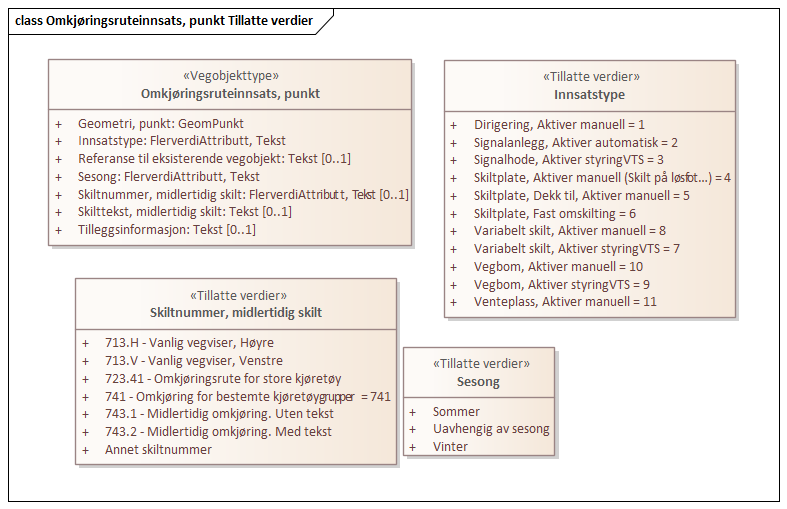 class Omkjøringsruteinnsats, punkt Tillatte verdier
«Vegobjekttype»
Omkjøringsruteinnsats, punkt
+ Geometri, punkt: GeomPunkt
+ Innsatstype: FlerverdiAttributt, Tekst
+ Referanse til eksisterende vegobjekt: Tekst [0..1]
+ Sesong: FlerverdiAttributt, Tekst
+ Skiltnummer, midlertidig skilt: FlerverdiAttributt, Tekst [0..1]
+ Skilttekst, midlertidig skilt: Tekst [0..1]
+ Tilleggsinformasjon: Tekst [0..1]
«Tillatte verdier»
Innsatstype
+ Dirigering, Aktiver manuell = 1
+ Signalanlegg, Aktiver automatisk = 2
+ Signalhode, Aktiver styringVTS = 3
+ Skiltplate, Aktiver manuell (Skilt på løsfot...) = 4
+ Skiltplate, Dekk til, Aktiver manuell = 5
+ Skiltplate, Fast omskilting = 6
+ Variabelt skilt, Aktiver manuell = 8
+ Variabelt skilt, Aktiver styringVTS = 7
+ Vegbom, Aktiver manuell = 10
+ Vegbom, Aktiver styringVTS = 9
+ Venteplass, Aktiver manuell = 11
«Tillatte verdier»
Skiltnummer, midlertidig skilt
+ 713.H - Vanlig vegviser, Høyre
+ 713.V - Vanlig vegviser, Venstre
+ 723.41 - Omkjøringsrute for store kjøretøy
+ 741 - Omkjøring for bestemte kjøretøygrupper = 741
+ 743.1 - Midlertidig omkjøring. Uten tekst
+ 743.2 - Midlertidig omkjøring. Med tekst
+ Annet skiltnummer
«Tillatte verdier»
Sesong
+ Sommer
+ Uavhengig av sesong
+ Vinter